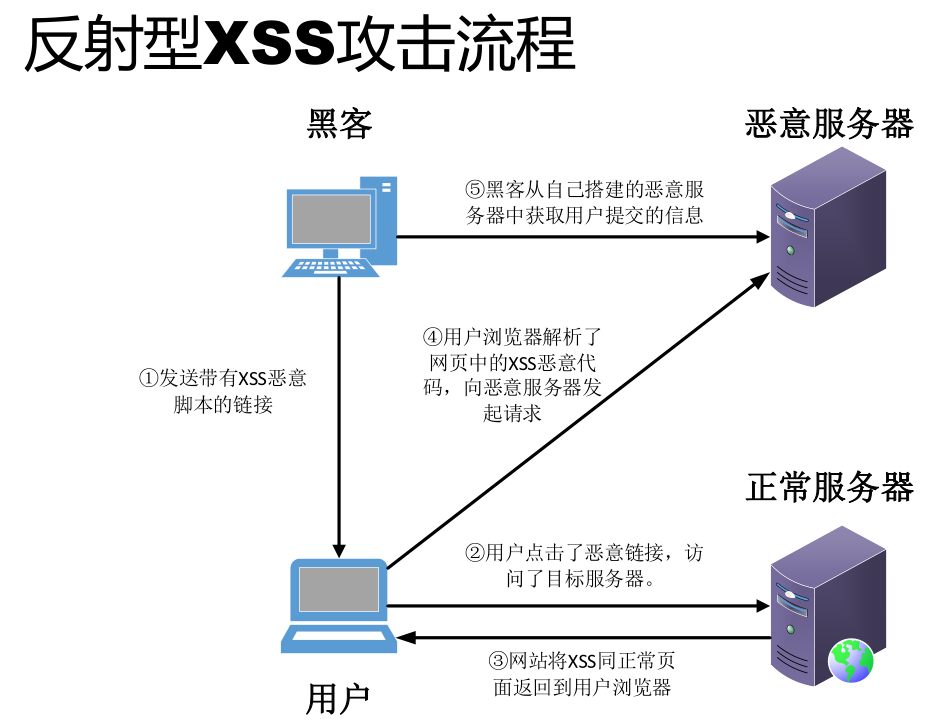 反射型XSS攻击流程
黑客
恶意服务器
⑤黑客从自己搭建的恶意服
务器中获取用户提交的信息
④用户浏览器解析了
网页中的XSS恶意代
码，向恶意服务器发
起请求
①发送带有XSS恶意
脚本的链接
正常服务器
②用户点击了恶意链接，访
问了目标服务器。
③网站将XSS同正常页
面返回到用户浏览器
用户